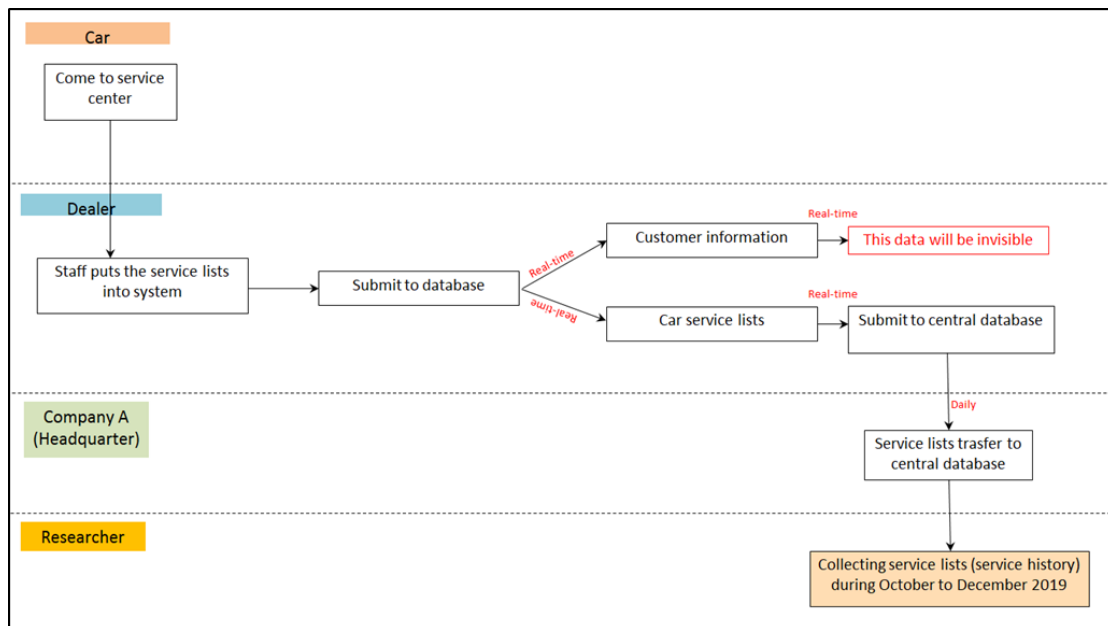 Car
Come to service
center
Dealer
Staff puts the service lists
into system
Submit to database
Real-time
Customer information
Real-time
This data will be invisible
Real-time
Car service lists
Real-time
Submit to central database
Daily
Company A
(Headquarter)
Service lists trasfer to
central database
Researcher
Collecting service lists (service history)
during October to December 2019